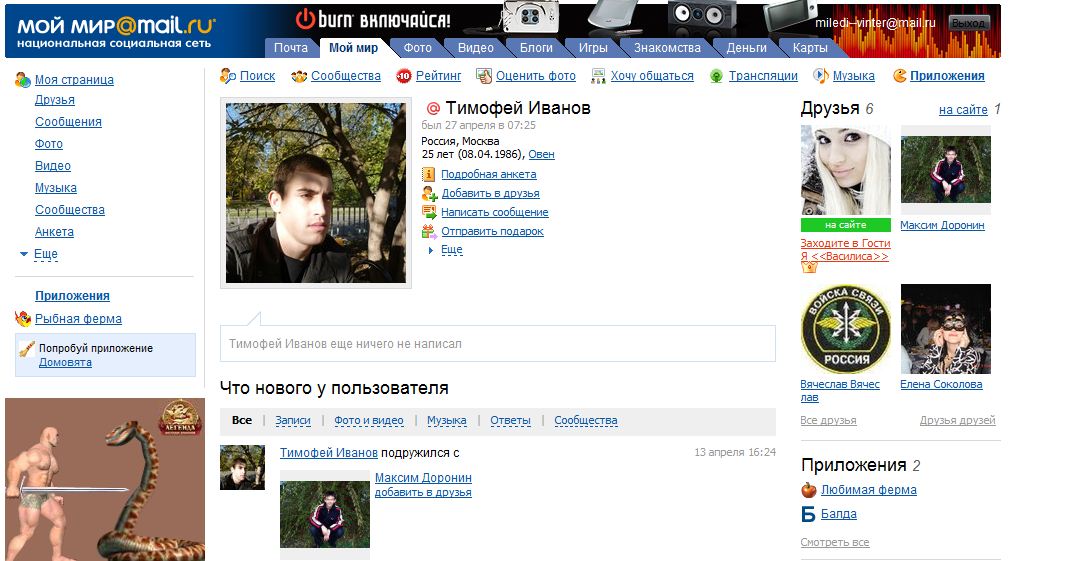 МОЙ МИР@mail.ru
национальная социальная сеть
burn включайся!
miledi--vinter@mail.ru Выход
Почта Мой мир Фото Видео Блоги Игры Знакомства Деньги Карты
Поиск Сообщества Рейтинг Оценить фото Хочу общаться Трансляции Музыка Приложения
Моя страница
Друзья
Сообщения
Фото
Видео
Музыка
Сообщества
Анкета
Еще
Приложения
Рыбная ферма
Попробуй приложение
Домовята
ЛЕГЕНДА
Тимофей Иванов
был 27 апреля в 07:25
Россия, Москва
25 лет (08.04.1986), Овен
Подробная анкета
Добавить в друзья
Написать сообщение
Отправить подарок
Еще
Тимофей Иванов еще ничего не написал
Что нового у пользователя
Все | Записи | Фото и видео | Музыка | Ответы | Сообщества
Тимофей Иванов подружился с 13 апреля 16:24
Максим Доронин
добавить в друзья
Друзья 6 на сайте 1
на сайте
Заходите в Гости
Я <<Василиса>>
Максим Доронин
ВОЙСКА СВЯЗИ
РОССИЯ
Вячеслав Вячес
лав
Елена Соколова
Все друзья Друзья друзей
Приложения 2
Любимая ферма
Б Балда
Смотреть все